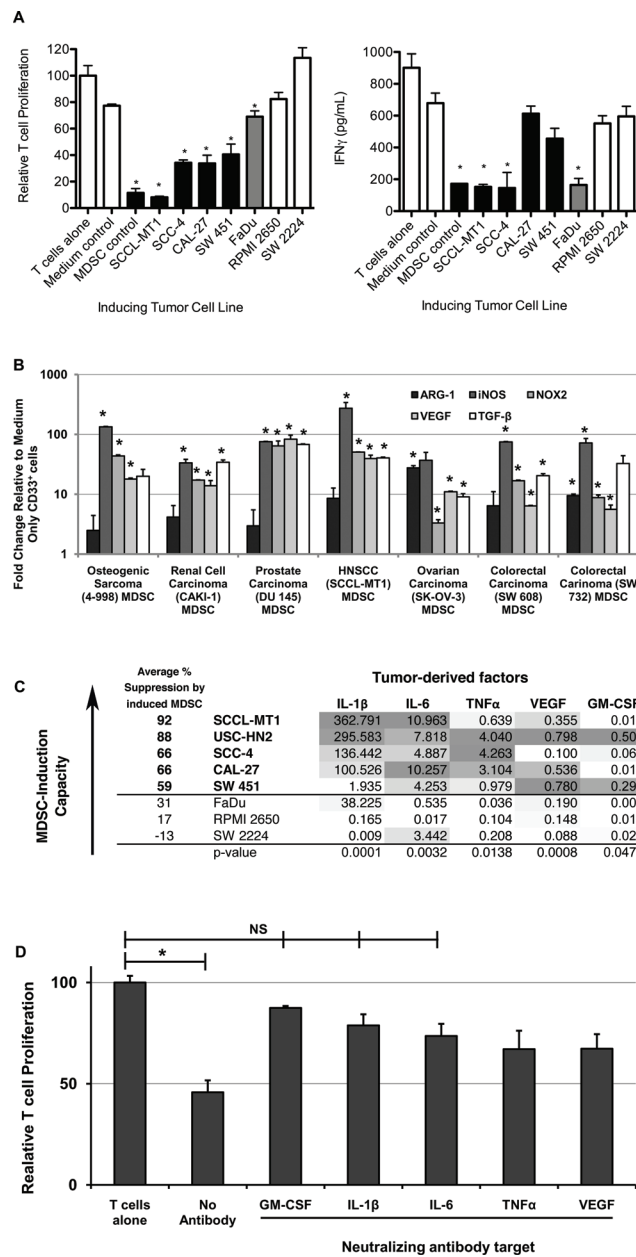 A
Relative T cell Proliferation
120
100
80
60
40
20
0
* * * * * *
T cells alone
Medium control
MDSC control
SCCL-MT1
SCC-4
CAL-27
SW 451
FaDu
RPMI 2650
SW 2224
Inducing Tumor Cell Line
IFNγ (pg/mL)
1000
800
600
400
200
0
* * * *
T cells alone
Medium control
MDSC control
SCCL-MT1
SCC-4
CAL-27
SW 451
FaDu
RPMI 2650
SW 2224
Inducing Tumor Cell Line
B
Fold Change Relative to Medium
Only CD33+ cells
1000
100
10
1
ARG-1 iNOS NOX2
VEGF TGF-β
Osteogenic
Sarcoma
(4-998) MDSC
Renal Cell
Carcinoma
(CAKI-1)
MDSC
Prostate
Carcinoma
(DU 145)
MDSC
HNSCC
(SCCL-MT1)
MDSC
Ovarian
Carcinoma
(SK-OV-3)
MDSC
Colorectal
Carcinoma
(SW 608)
MDSC
Colorectal
Carinoma (SW
732) MDSC
C
MDSC-Induction
Capacity
Average %
Suppression by
induced MDSC
Tumor-derived factors
IL-1β IL-6 TNFα VEGF GM-CSF
92 SCCL-MT1 362.791 10.963 0.639 0.355 0.01
88 USC-HN2 295.583 7.818 4.040 0.798 0.50
66 SCC-4 136.442 4.887 4.263 0.100 0.06
66 CAL-27 100.526 10.257 3.104 0.536 0.01
59 SW 451 1.935 4.253 0.979 0.780 0.29
31 FaDu 38.225 0.535 0.036 0.190 0.00
17 RPMI 2650 0.165 0.017 0.104 0.148 0.01
-13 SW 2224 0.009 3.442 0.208 0.088 0.02
p-value 0.0001 0.0032 0.0138 0.0008 0.047
D
Realative T cell Proliferation
NS
*
100
50
0
T cells
alone
No
Antibody
GM-CSF
IL-1β
IL-6
TNFα
VEGF
Neutralizing antibody target